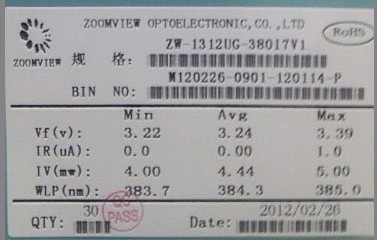 ZOOMVIEW OPTOELECTRONIC,CO.,LTD
RoHS
ZOOMVIEW
规 格: ZW-1312UG-38017V1
M120226-0901-120114-P
BIN NO:
Min Avg Max
Vf(v): 3.22 3.24 3.39
IR(uA): 0.0 0.00 1.0
IV(mw): 4.00 4.44 5.00
WLP(nm): 383.7 384.3 385.0
QC PASS
QTY: 30
Date: 2012/02/26